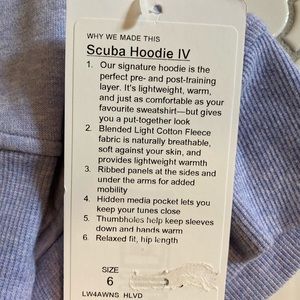 WHY WE MADE THIS
Scuba Hoodie IV
1. Our signature hoodie is the
perfect pre- and post-training
layer. It's lightweight, warm,
and just as comfortable as your
favourite sweatshirt—but gives
you a put-together look
2. Blended Light Cotton Fleece
fabric is naturally breathable,
soft against your skin, and
provides lightweight warmth
3. Ribbed panels at the sides and
under the arms for added
mobility
4. Hidden media pocket lets you
keep your tunes close
5. Thumbholes help keep sleeves
down and hands warm
6. Relaxed fit, hip length
SIZE
6
LW4AWNS HLVD